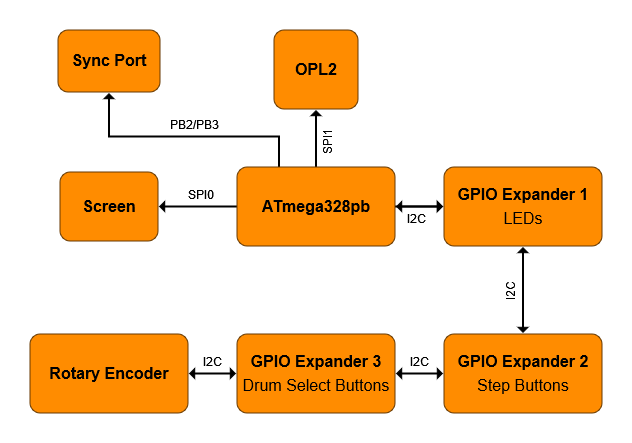 Sync Port
OPL2
PB2/PB3
SPI1
Screen
SPI0
ATmega328pb
I2C
GPIO Expander 1
LEDs
I2C
Rotary Encoder
I2C
GPIO Expander 3
Drum Select Buttons
I2C
GPIO Expander 2
Step Buttons